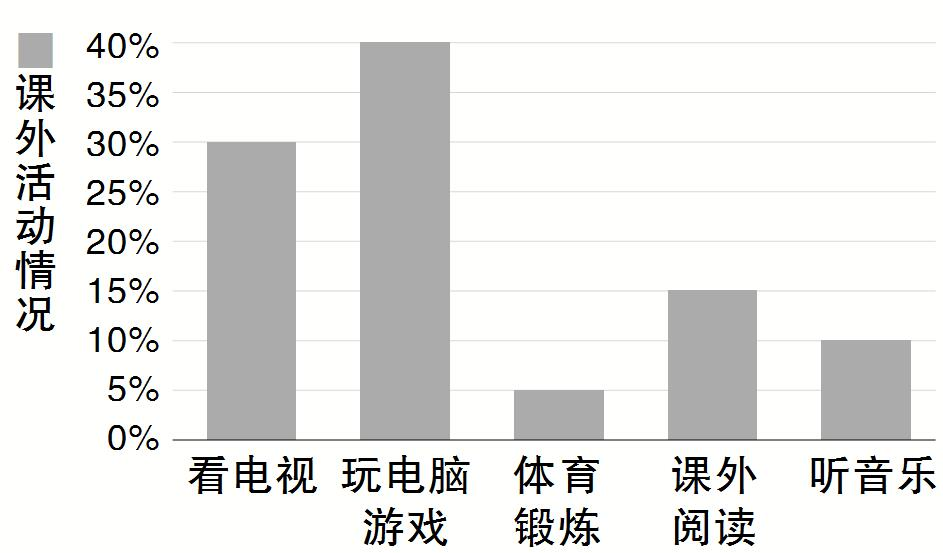 课外活动情况
40%
35%
30%
25%
20%
15%
10%
5%
0%
看电视
玩电脑
游戏
体育
锻炼
课外
阅读
听音乐